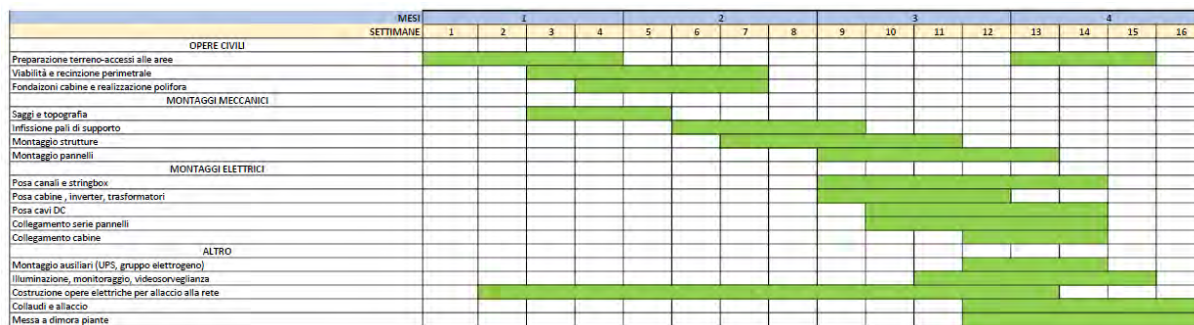 MESI 1 2 3 4
SETTIMANE 1 2 3 4 5 6 7 8 9 10 11 12 13 14 15 16
OPERE CIVILI
Preparazione terreno-accessi alle aree
Viabilità e recinzione perimetrale
Fondaizoni cabine e realizzazione polifora
MONTAGGI MECCANICI
Saggi e topografia
Infissione pali di supporto
Montaggio strutture
Montaggio pannelli
MONTAGGI ELETTRICI
Posa canali e stringbox
Posa cabine , inverter, trasformatori
Posa cavi DC
Collegamento serie pannelli
Collegamento cabine
ALTRO
Montaggio ausiliari (UPS, gruppo elettrogeno)
Illuminazione, monitoraggio, videosorveglianza
Costruzione opere elettriche per allaccio alla rete
Collaudi e allaccio
Messa a dimora piante